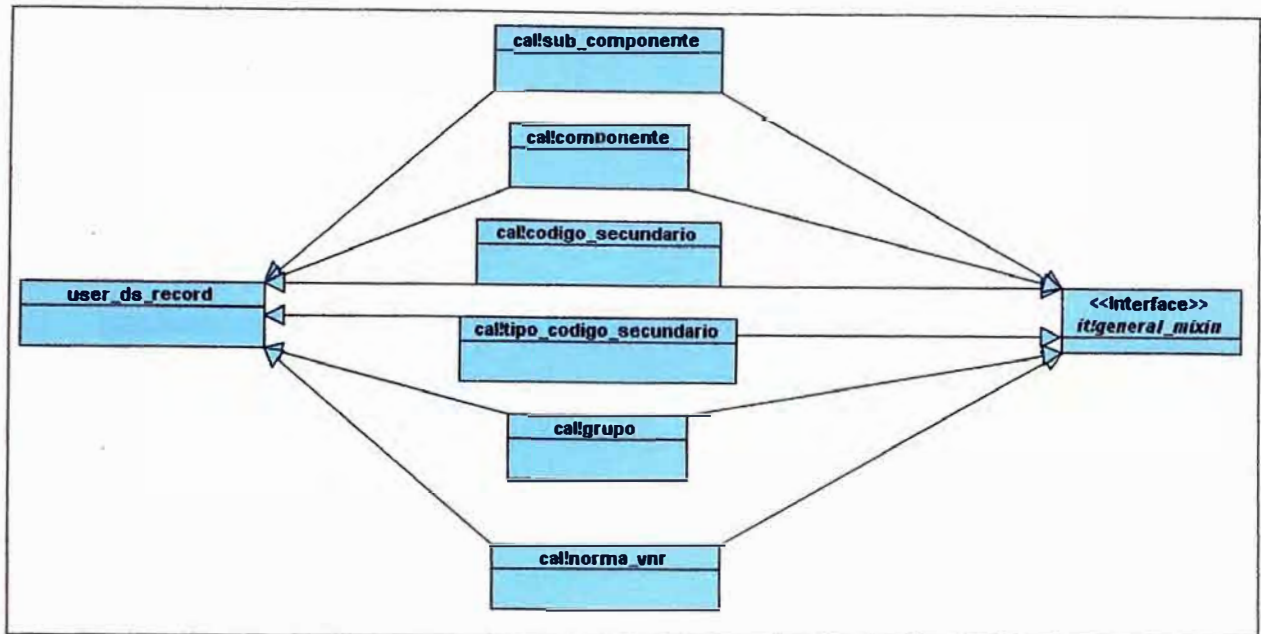 cal!sub_componente
cal!componente
cal!codigo_secundario
user_ds_record
<<Interface>>
it!general_mixin
cal!tipo_codigo_secundario
cal!grupo
cal!norma_vnr